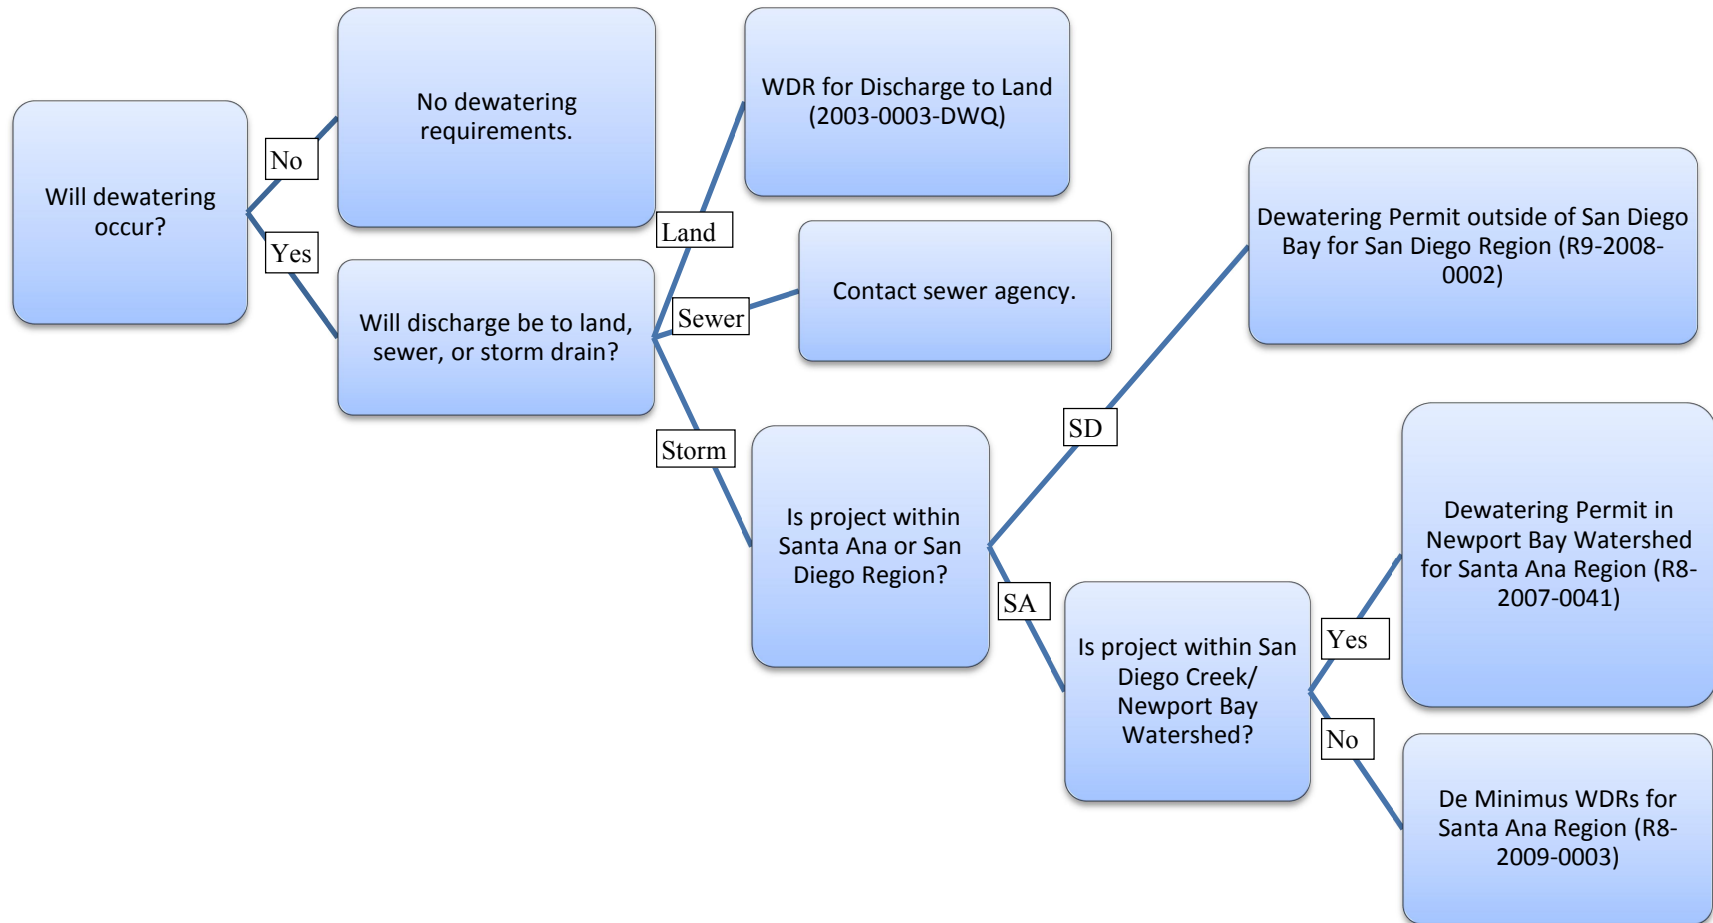 Will dewatering
occur?
No
Yes
No dewatering
requirements.
Will discharge be to land,
sewer, or storm drain?
Land
Sewer
Storm
WDR for Discharge to Land
(2003-0003-DWQ)
Contact sewer agency.
Is project within
Santa Ana or San
Diego Region?
SD
SA
Dewatering Permit outside of San Diego
Bay for San Diego Region (R9-2008-
0002)
Is project within San
Diego Creek/
Newport Bay
Watershed?
Yes
No
Dewatering Permit in
Newport Bay Watershed
for Santa Ana Region (R8-
2007-0041)
De Minimus WDRs for
Santa Ana Region (R8-
2009-0003)